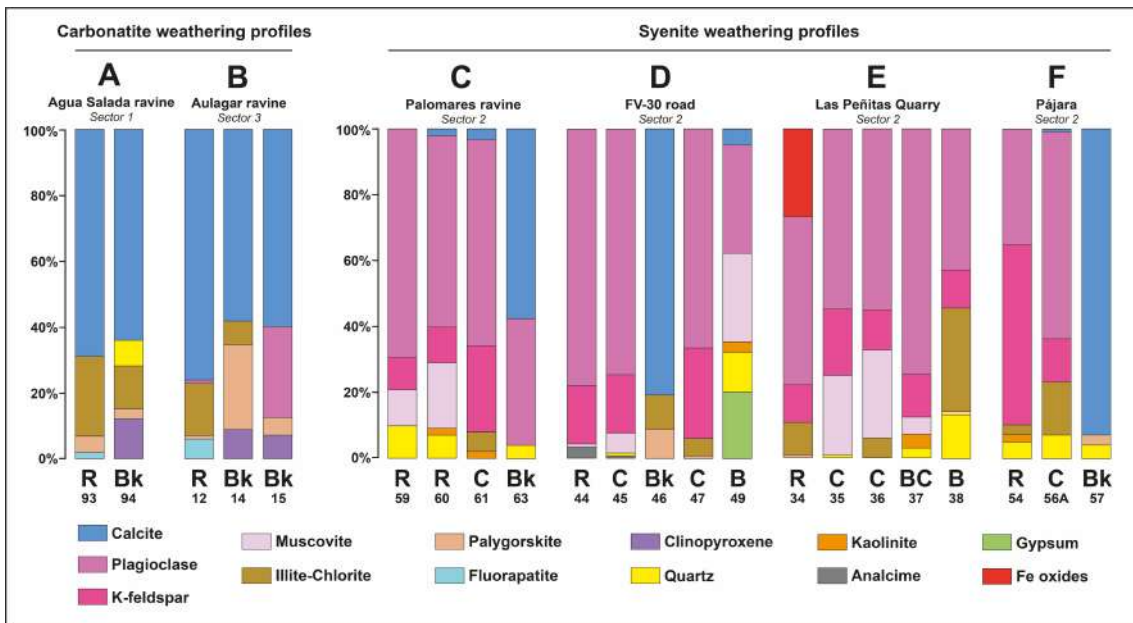 Carbonatite weathering profiles Syenite weathering profiles
A B C D E F
Agua Salada ravine Aulagar ravine Palomares ravine FV-30 road Las Peñitas Quarry Pájara
Sector 1 Sector 3 Sector 2 Sector 2 Sector 2 Sector 2
100% 100%
80% 80%
60% 60%
40% 40%
20% 20%
0% 0%
R Bk R Bk Bk R R C Bk R C Bk C B R C C BC B R C Bk
93 94 12 14 15 59 60 61 63 44 45 46 47 49 34 35 36 37 38 54 56A 57
Calcite Muscovite Palygorskite Clinopyroxene Kaolinite Gypsum
Plagioclase Illite-Chlorite Fluorapatite Quartz Analcime Fe oxides
K-feldspar